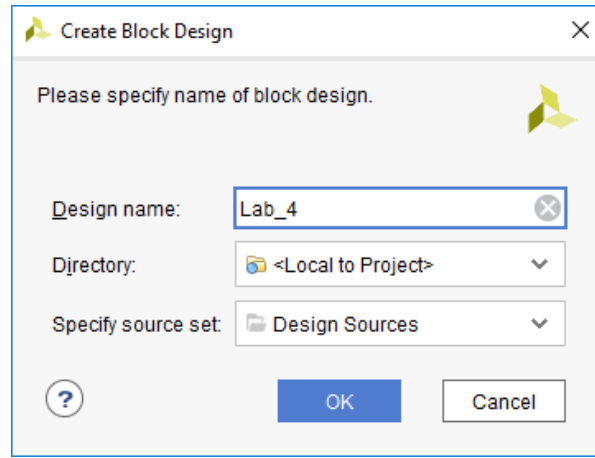 Create Block Design
Please specify name of block design.
Design name: Lab_4
Directory: <Local to Project>
Specify source set: Design Sources
? OK Cancel